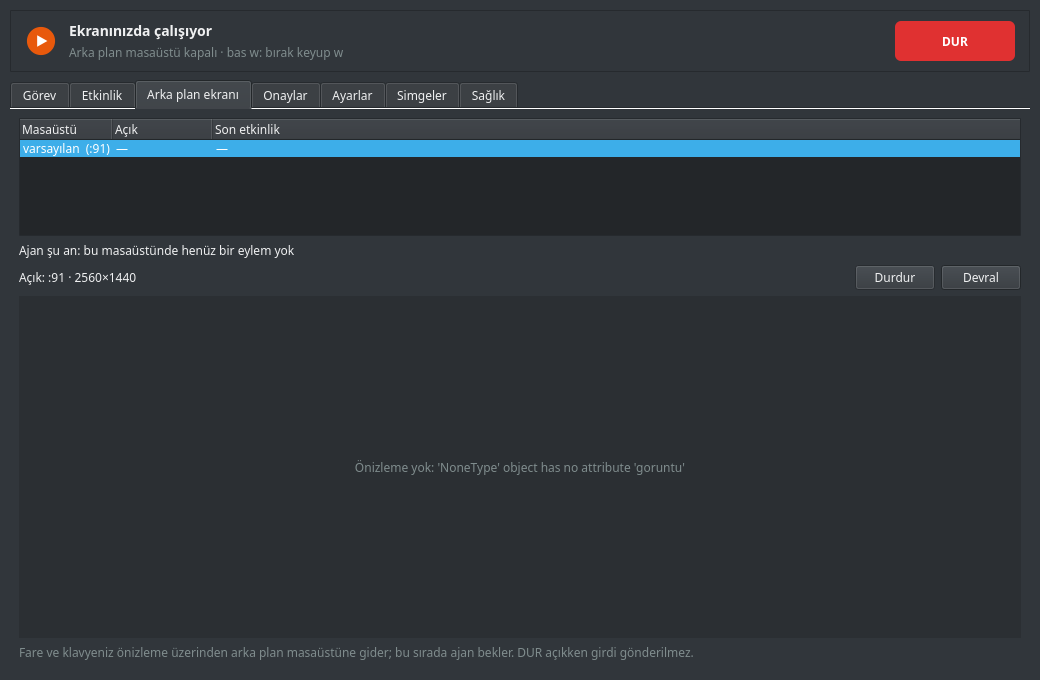 Ekranınızda çalışıyor
Arka plan masaüstü kapalı · bas w: bırak keyup w
DUR
Görev Etkinlik Arka plan ekranı Onaylar Ayarlar Simgeler Sağlık
Masaüstü Açık Son etkinlik
varsayılan (:91) — —
Ajan şu an: bu masaüstünde henüz bir eylem yok
Açık: :91 · 2560×1440
Durdur Devral
Önizleme yok: 'NoneType' object has no attribute 'goruntu'
Fare ve klavyeniz önizleme üzerinden arka plan masaüstüne gider; bu sırada ajan bekler. DUR açıkken girdi gönderilmez.